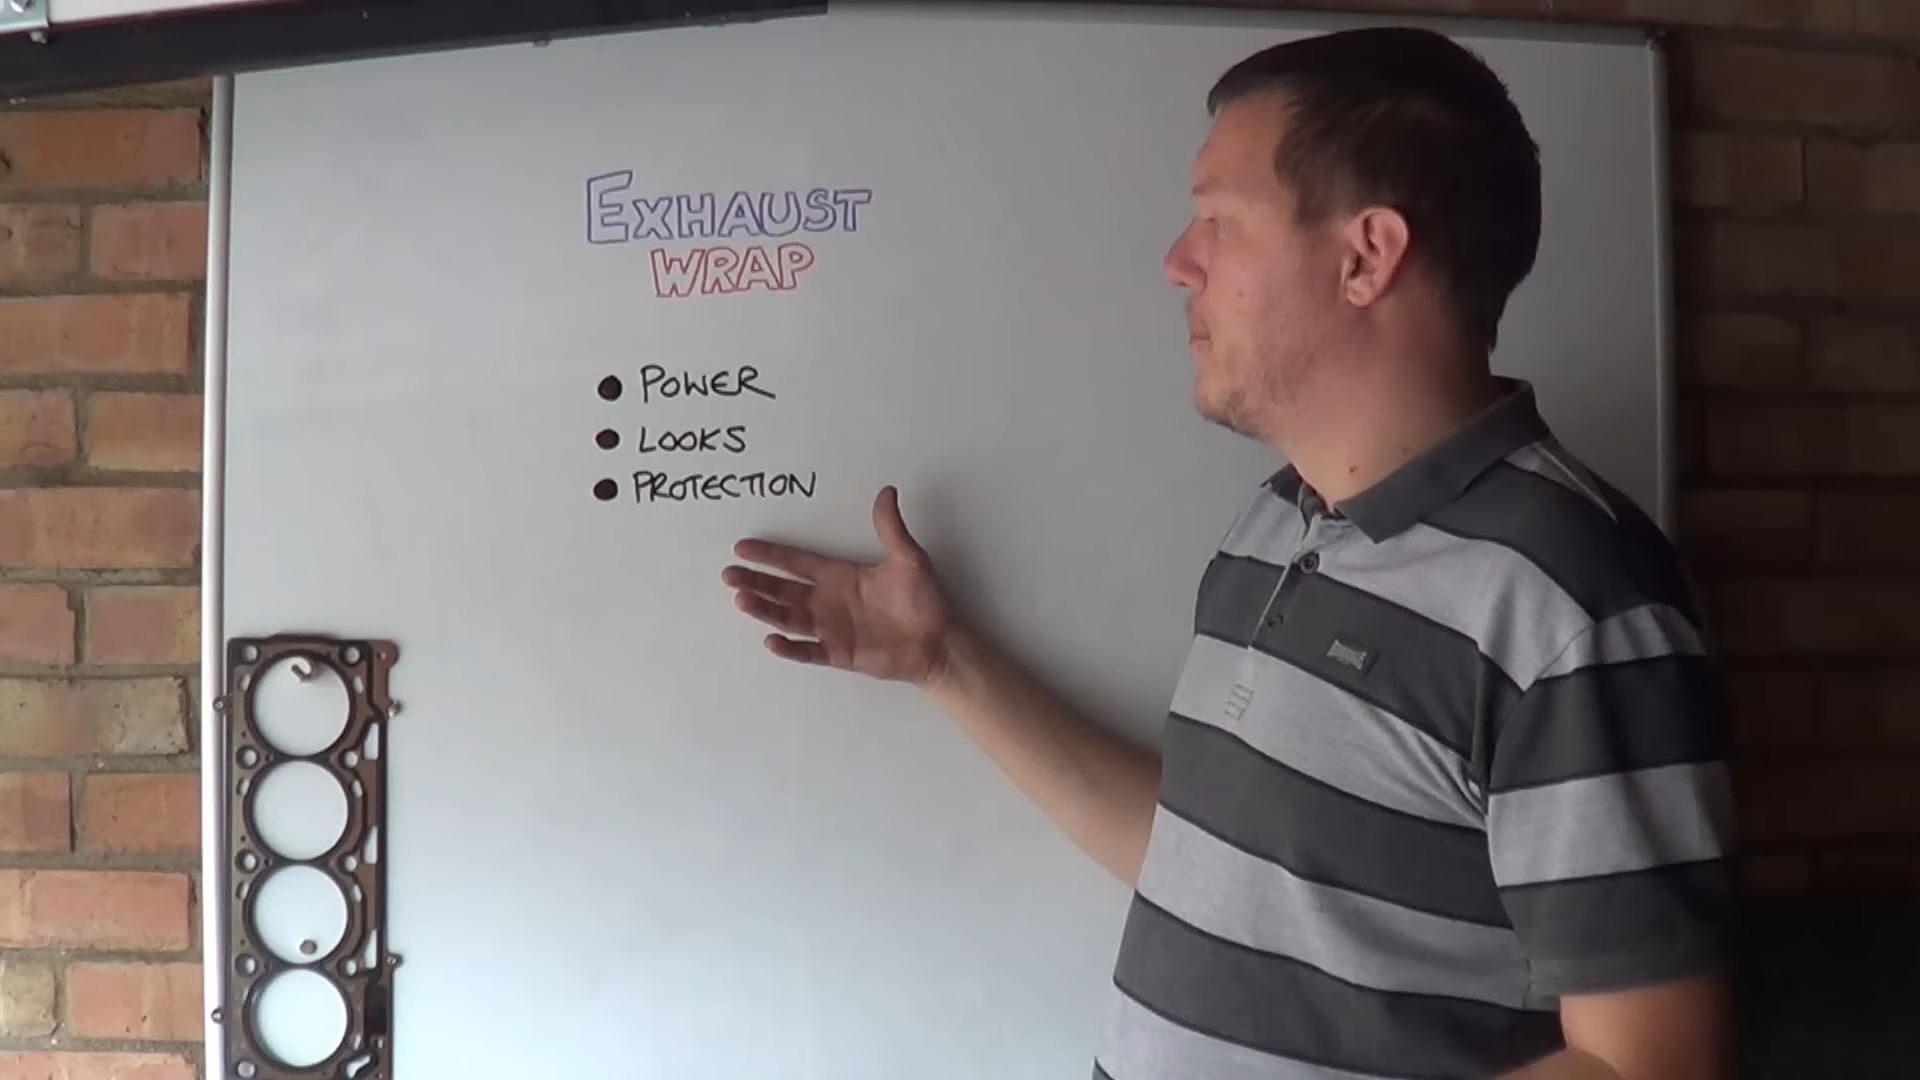 EXHAUST
WRAP
● POWER
● LOOKS
● PROTECTION